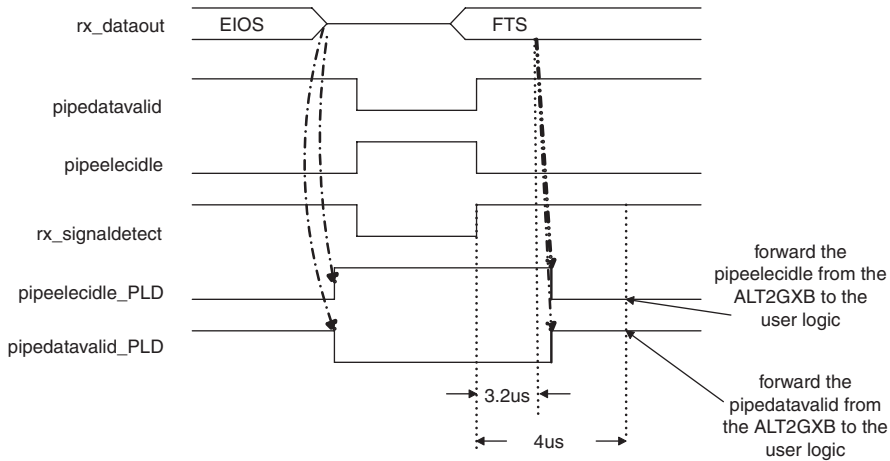 rx_dataout
EIOS
FTS
pipedatavalid
pipeelecidle
rx_signaldetect
pipeelecidle_PLD
pipedatavalid_PLD
forward the
pipeelecidle from the
ALT2GXB to the
user logic
3.2us
4us
forward the
pipedatavalid from
the ALT2GXB to the
user logic